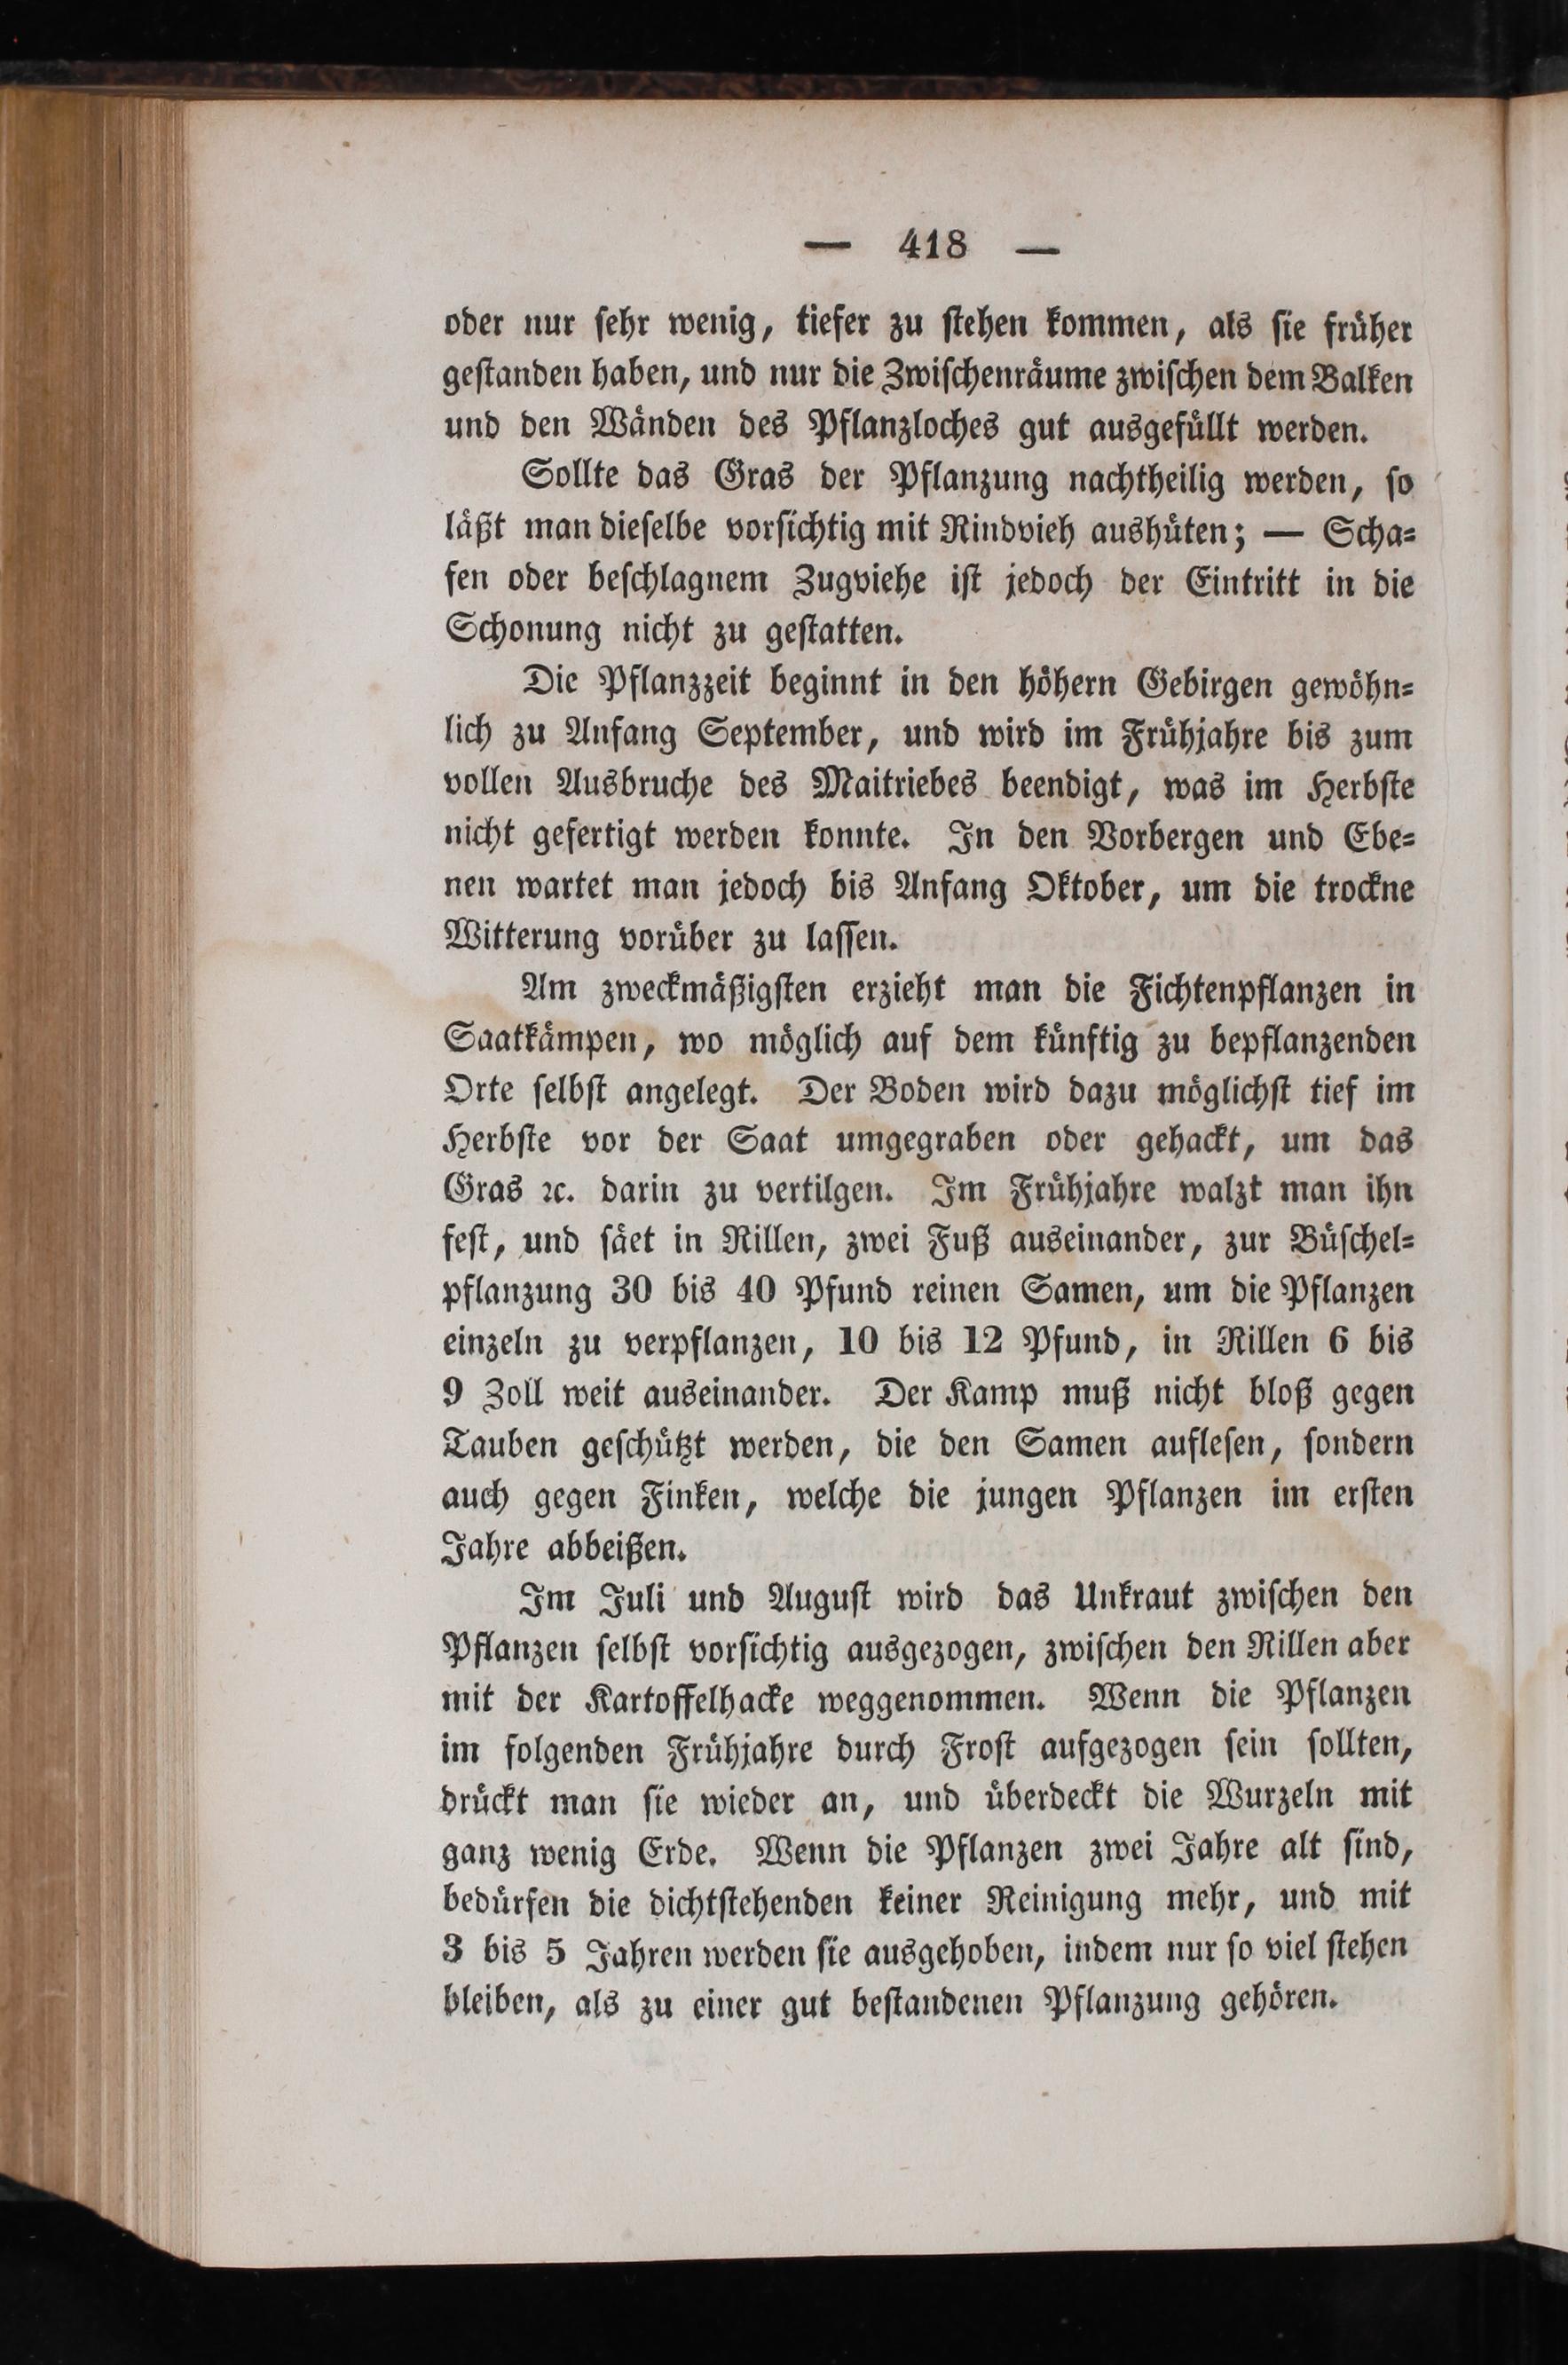 — 418 —
oder nur ſehr wenig, tiefer zu ſtehen kommen, als ſie früher
geſtanden haben, und nur die Zwiſchenräume zwiſchen dem Balken
und den Wänden des Pflanzloches gut ausgefüllt werden.
Sollte das Gras der Pflanzung nachtheilig werden, ſo
läßt man dieſelbe vorſichtig mit Rindvieh aushüten; — Scha⸗
fen oder beſchlagnem Zugviehe iſt jedoch der Eintritt in die
Schonung nicht zu geſtatten.
Die Pflanzzeit beginnt in den höhern Gebirgen gewöhn⸗
lich zu Anfang September, und wird im Frühjahre bis zum
vollen Ausbruche des Maitriebes beendigt, was im Herbſte
nicht gefertigt werden konnte. In den Vorbergen und Ebe⸗
nen wartet man jedoch bis Anfang Oktober, um die trockne
Witterung vorüber zu laſſen.
Am zweckmäßigſten erzieht man die Fichtenpflanzen in
Saatkämpen, wo möglich auf dem künftig zu bepflanzenden
Orte ſelbſt angelegt. Der Boden wird dazu möglichſt tief im
Herbſte vor der Saat umgegraben oder gehackt, um das
Gras ꝛc. darin zu vertilgen. Im Frühjahre walzt man ihn
feſt, und ſäet in Rillen, zwei Fuß auseinander, zur Büſchel⸗
pflanzung 30 bis 40 Pfund reinen Samen, um die Pflanzen
einzeln zu verpflanzen, 10 bis 12 Pfund, in Rillen 6 bis
9 Zoll weit auseinander. Der Kamp muß nicht bloß gegen
Tauben geſchützt werden, die den Samen aufleſen, ſondern
auch gegen Finken, welche die jungen Pflanzen im erſten
Jahre abbeißen.
Im Juli und Auguſt wird das Unkraut zwiſchen den
Pflanzen ſelbſt vorſichtig ausgezogen, zwiſchen den Rillen aber
mit der Kartoffelhacke weggenommen. Wenn die Pflanzen
im folgenden Frühjahre durch Froſt aufgezogen ſein ſollten,
drückt man ſie wieder an, und überdeckt die Wurzeln mit
ganz wenig Erde. Wenn die Pflanzen zwei Jahre alt ſind,
bedürfen die dichtſtehenden keiner Reinigung mehr, und mit
3 bis 5 Jahren werden ſie ausgehoben, indem nur ſo viel ſtehen
bleiben, als zu einer gut beſtandenen Pflanzung gehören.